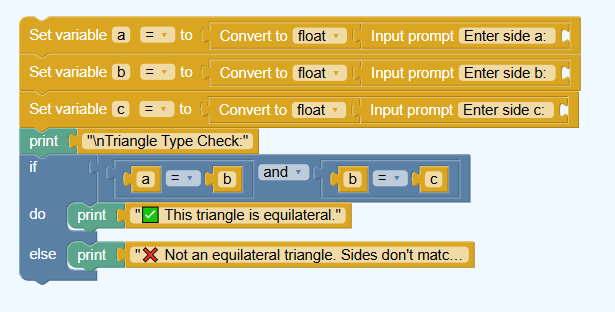 Set variable a = to Convert to float Input prompt Enter side a:
Set variable b = to Convert to float Input prompt Enter side b:
Set variable c = to Convert to float Input prompt Enter side c:
print "\nTriangle Type Check:"
if a = b and b = c
do print "✅ This triangle is equilateral."
else print "❌ Not an equilateral triangle. Sides don't matc...